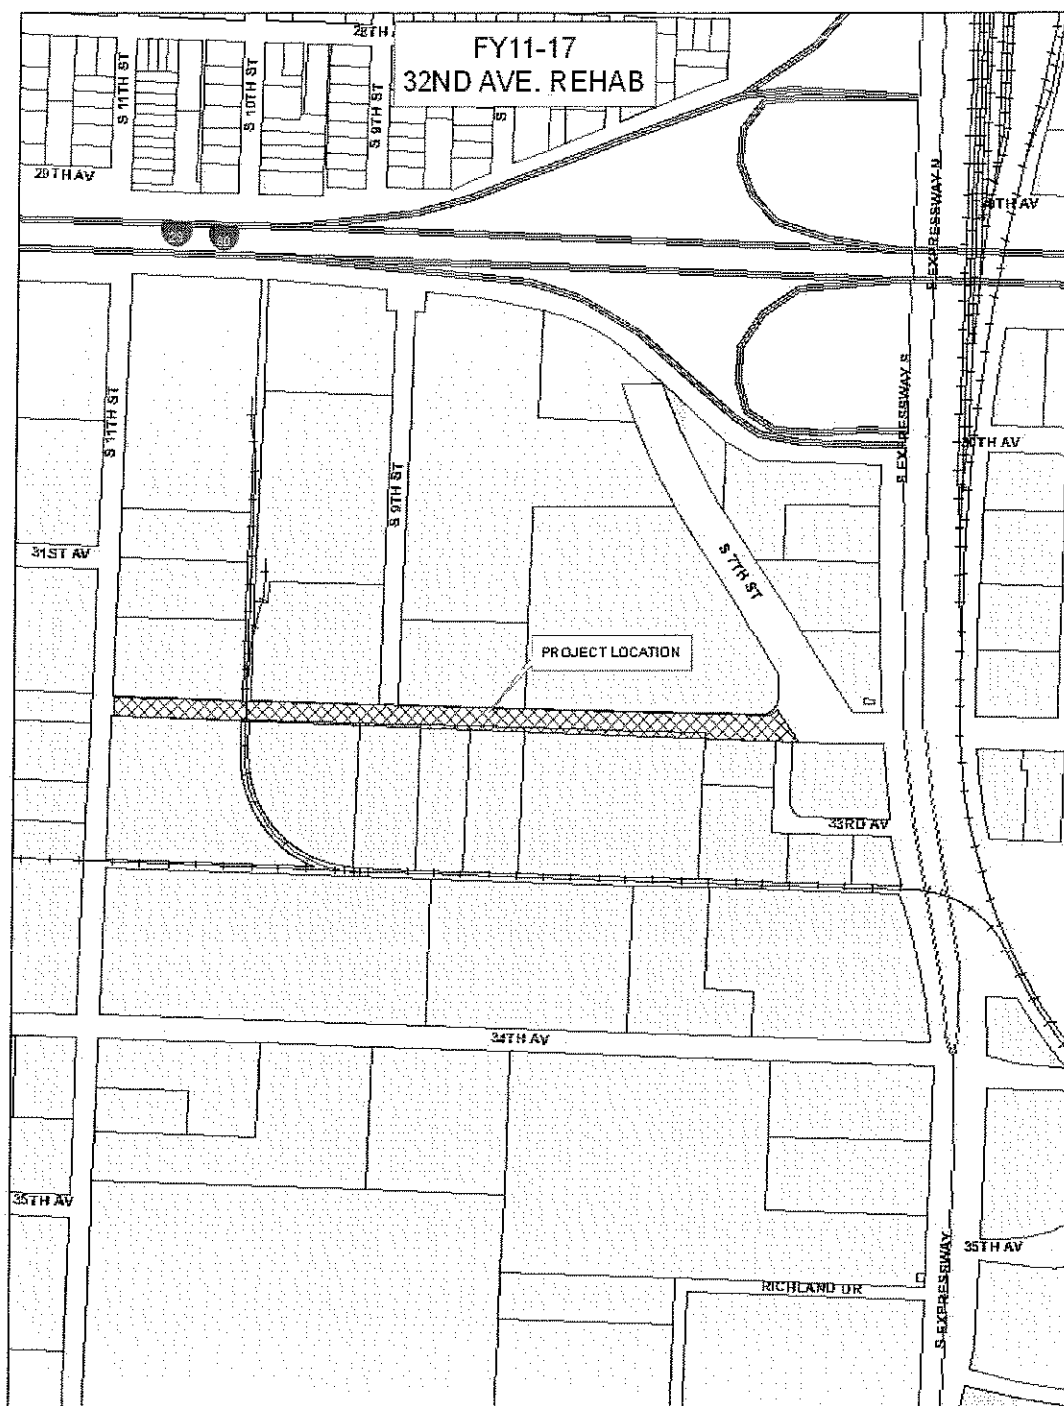 28TH
FY11-17
32ND AVE. REHAB
S 11TH ST
S 10TH ST
S 9TH ST
S
29TH AV
S EXPRESSWAY N
S 11TH ST
S EXPRESSWAY S
30TH AV
S 9TH ST
31ST AV
S 7TH ST
PROJECT LOCATION
33RD AV
34TH AV
35TH AV
35TH AV
RICHLAND DR
S EXPRESSWAY